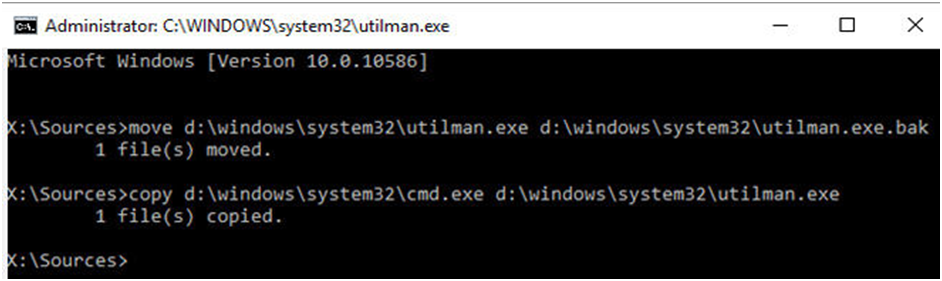 Administrator: C:\WINDOWS\system32\utilman.exe
Microsoft Windows [Version 10.0.10586]
X:\Sources>move d:\windows\system32\utilman.exe d:\windows\system32\utilman.exe.bak
1 file(s) moved.
X:\Sources>copy d:\windows\system32\cmd.exe d:\windows\system32\utilman.exe
1 file(s) copied.
X:\Sources>